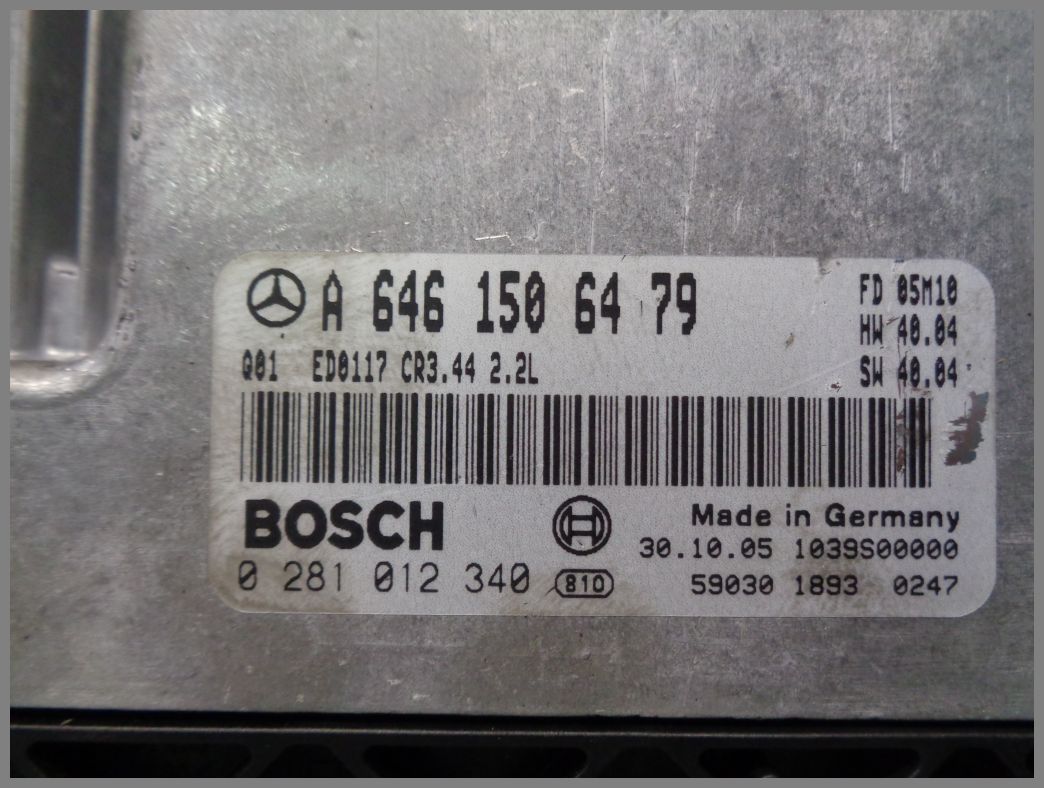 A 646 150 64 79
FD 05M10
HW 40.04
Q01 ED0117 CR3.44 2.2L
SW 40.04
BOSCH
Made in Germany
30.10.05 1039S00000
0 281 012 340 810
59030 1893 0247